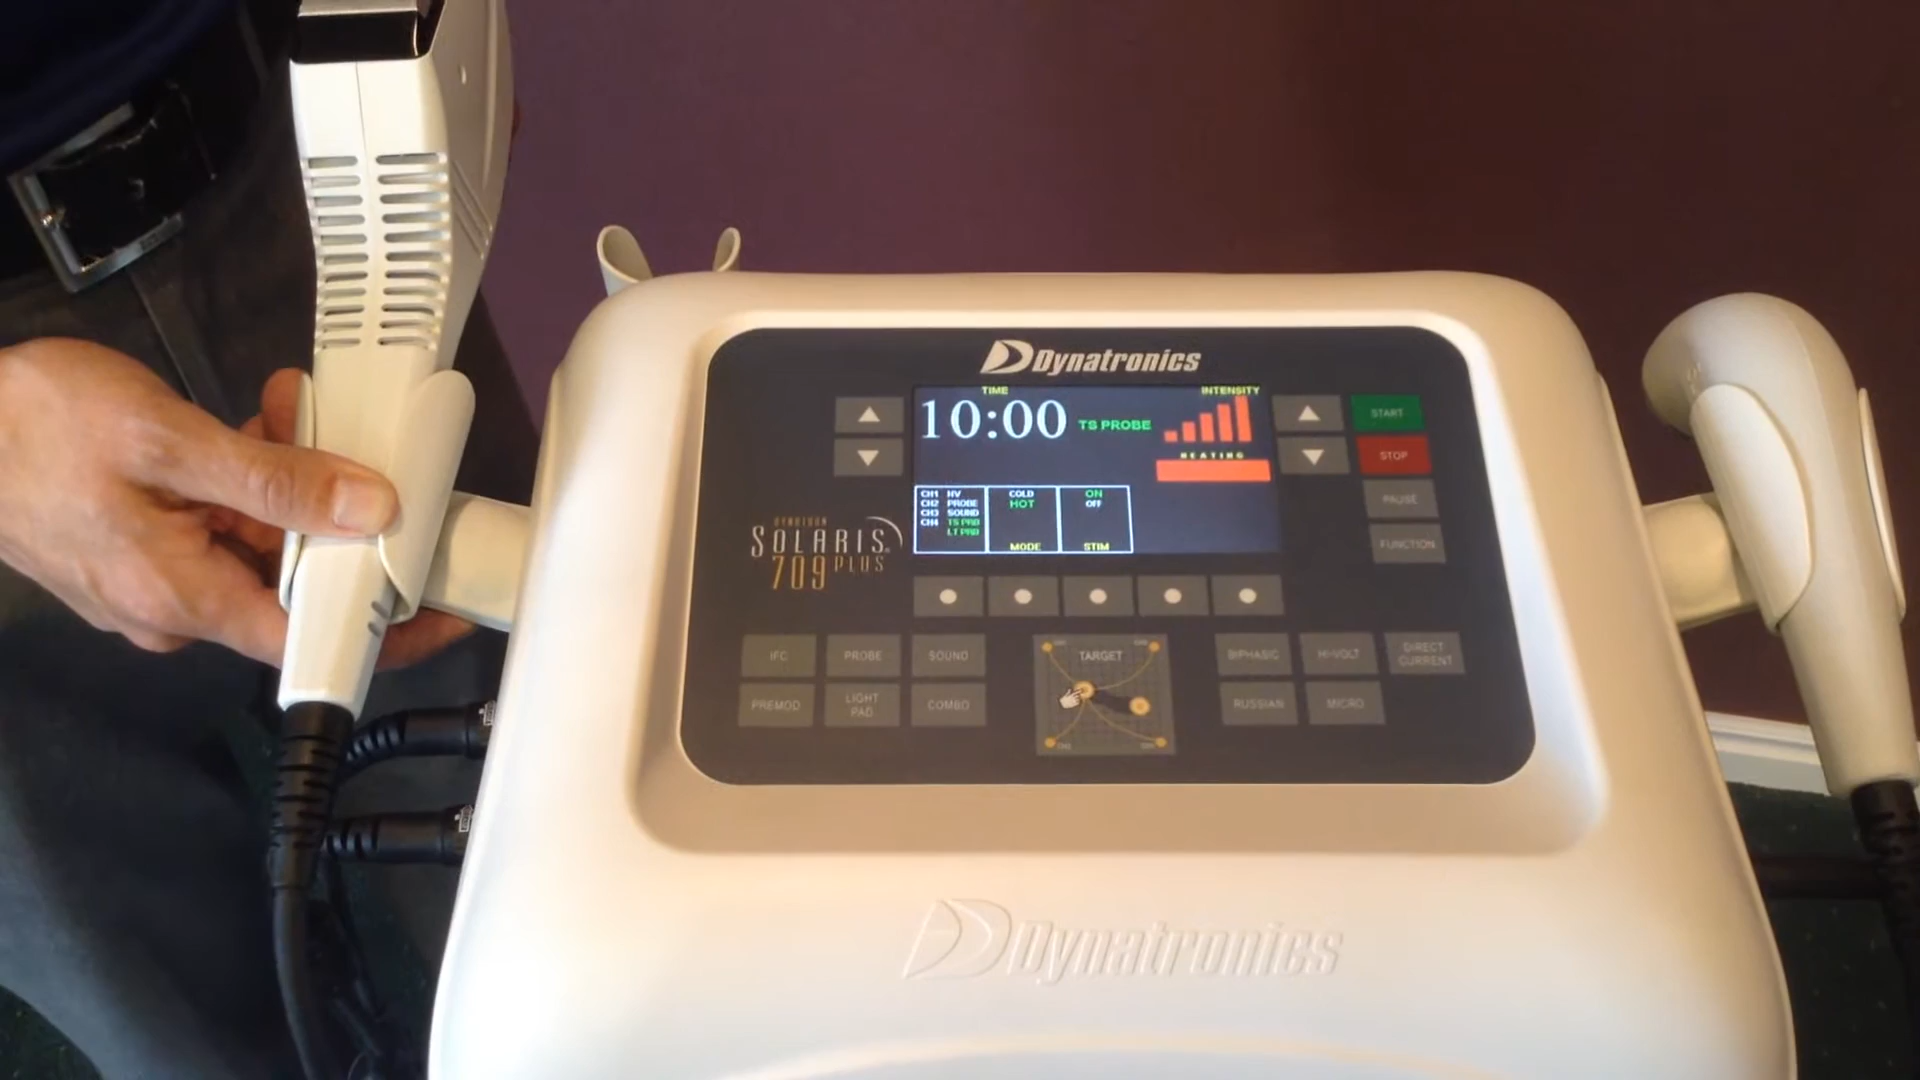 Dynatronics
TIME
INTENSITY
10:00
TS PROBE
HEATING
START
STOP
PAUSE
FUNCTION
CH1 HV
CH2 PROBE
CH3 SOUND
CH4 TS PRB
LT PRB
COLD
HOT
MODE
ON
OFF
STIM
DYNATRON
SOLARIS
709 PLUS
IFC
PROBE
SOUND
PREMOD
LIGHT
PAD
COMBO
TARGET
BIPHASIC
HI-VOLT
DIRECT
CURRENT
RUSSIAN
MICRO
Dynatronics